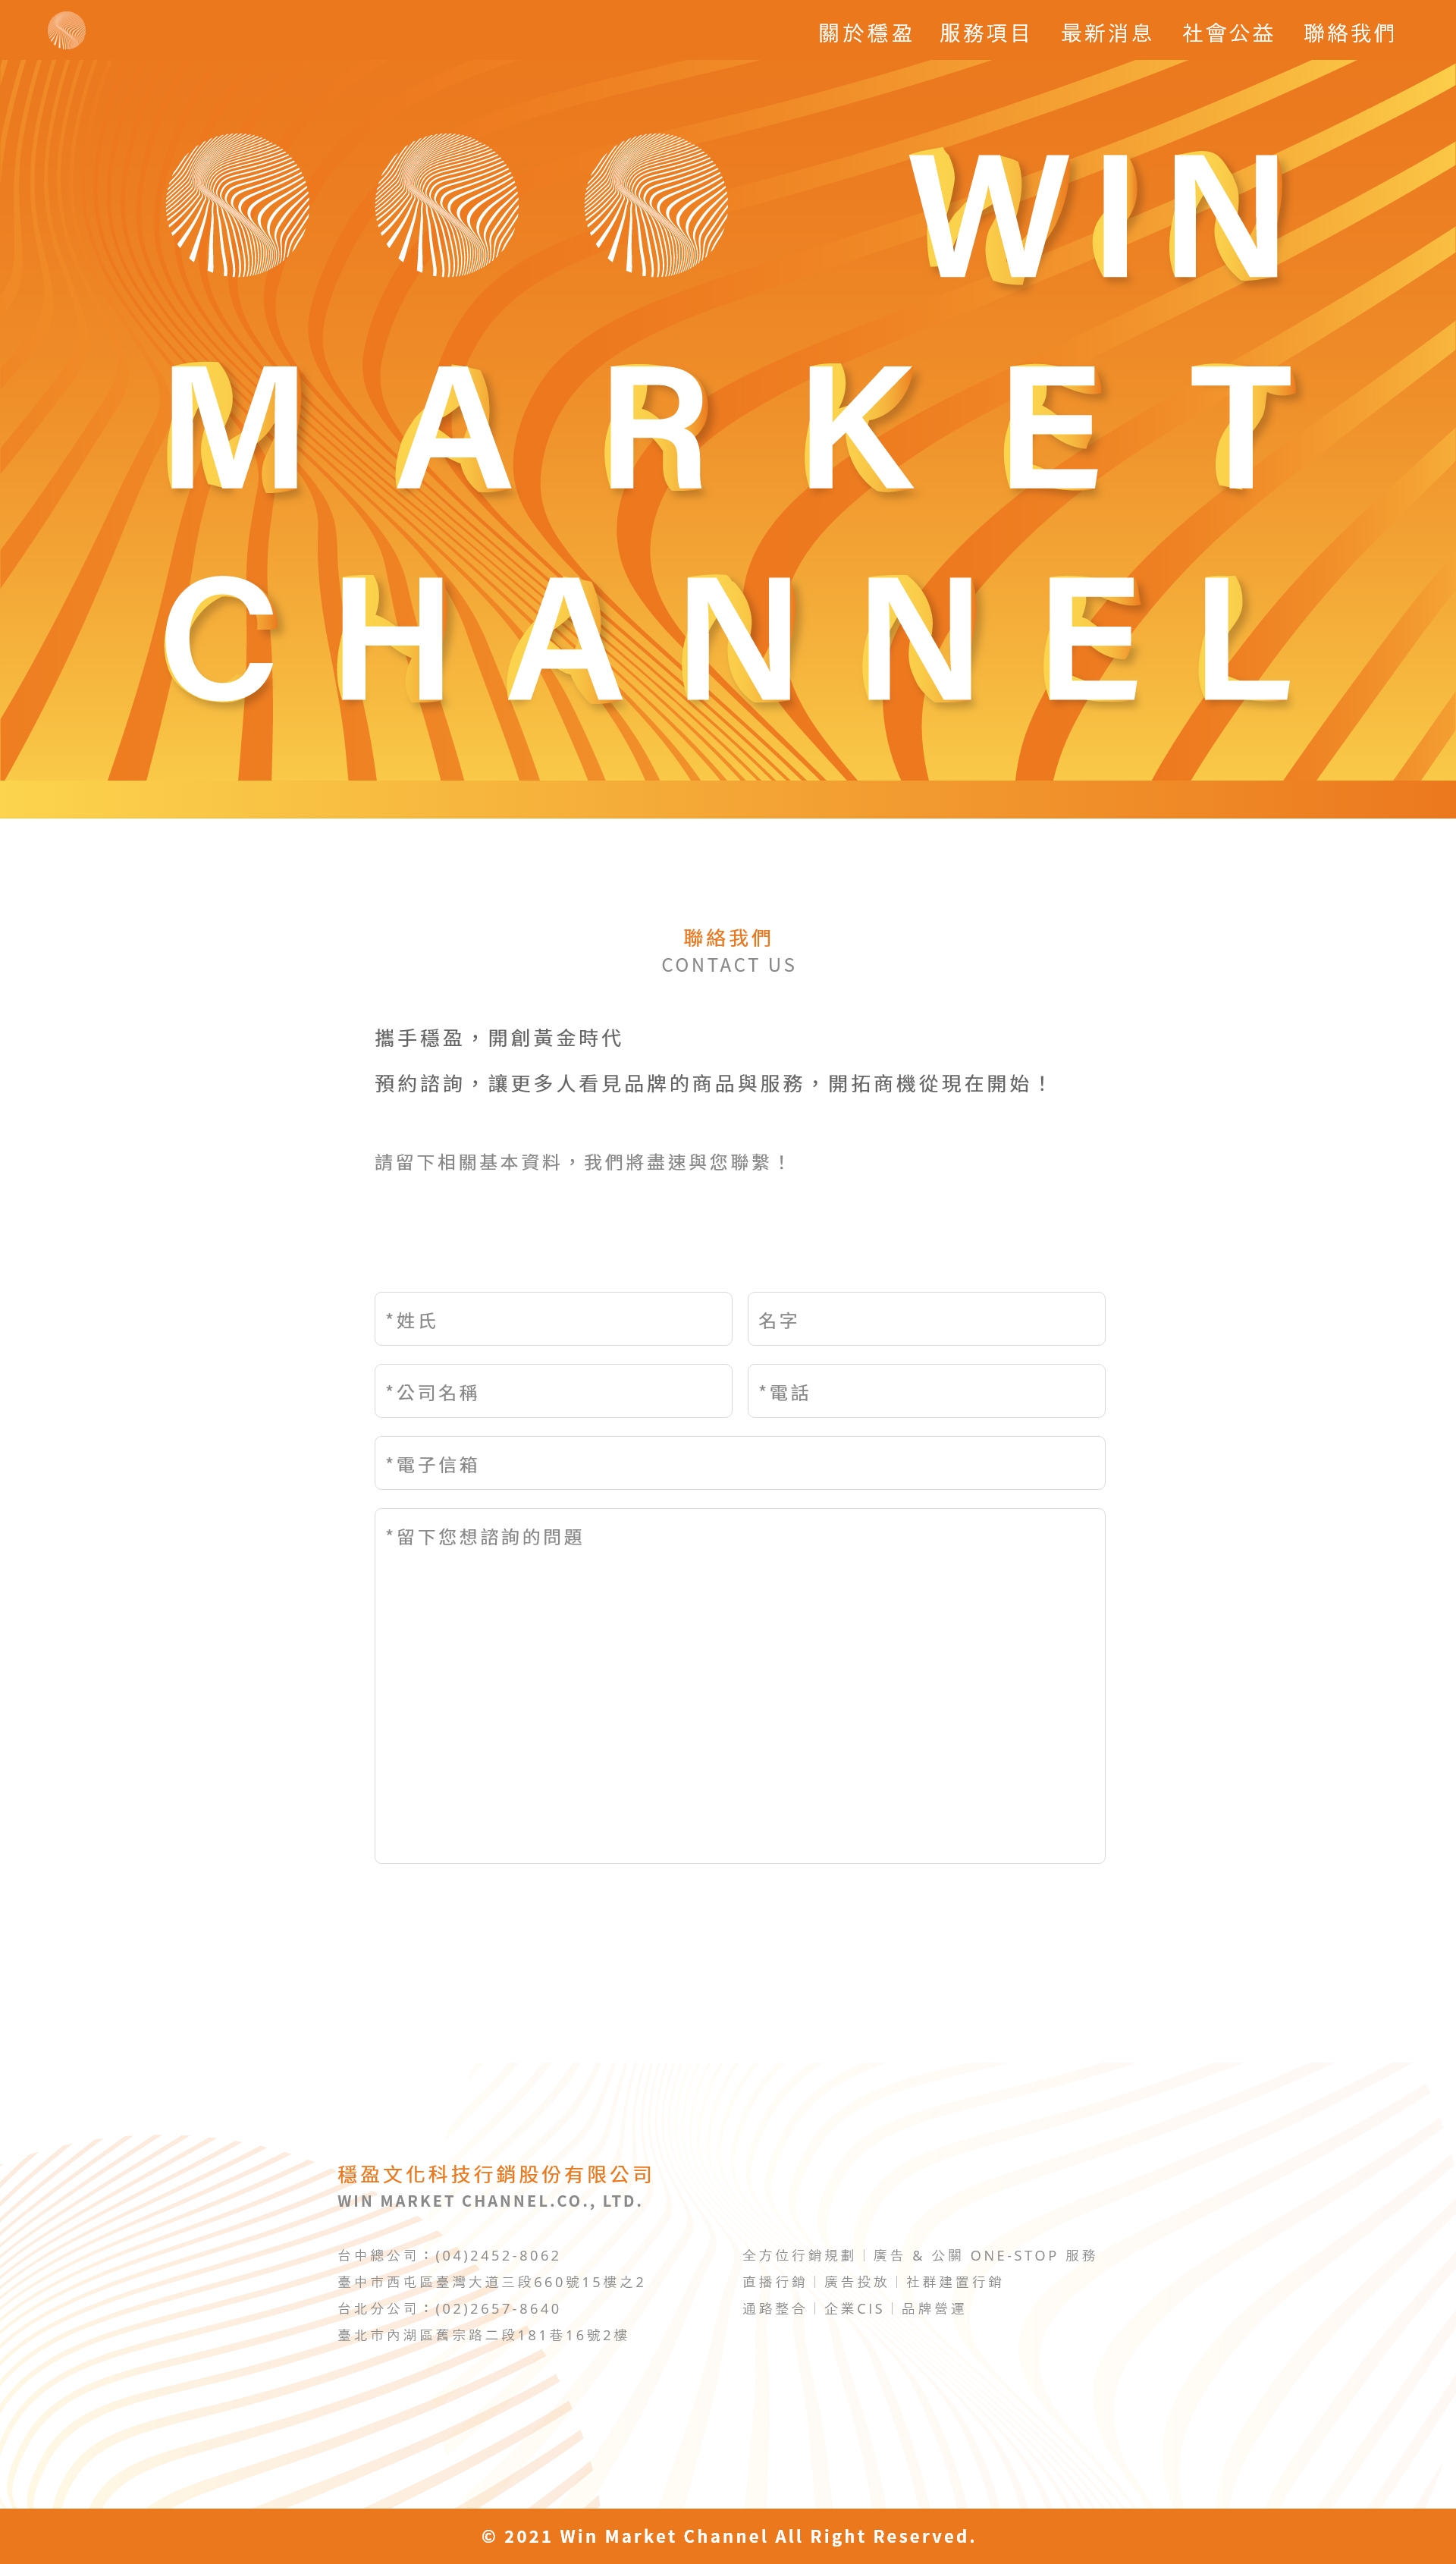 關於穩盈 服務項目 最新消息 社會公益 聯絡我們
WIN
MARKET
CHANNEL
聯絡我們
CONTACT US
攜手穩盈，開創黃金時代
預約諮詢，讓更多人看見品牌的商品與服務，開拓商機從現在開始！
請留下相關基本資料，我們將盡速與您聯繫！
*姓氏 名字
*公司名稱 *電話
*電子信箱
*留下您想諮詢的問題
穩盈文化科技行銷股份有限公司
WIN MARKET CHANNEL.CO., LTD.
台中總公司：(04)2452-8062
臺中市西屯區臺灣大道三段660號15樓之2
台北分公司：(02)2657-8640
臺北市內湖區舊宗路二段181巷16號2樓
全方位行銷規劃｜廣告 & 公關 ONE-STOP 服務
直播行銷｜廣告投放｜社群建置行銷
通路整合｜企業CIS｜品牌營運
© 2021 Win Market Channel All Right Reserved.